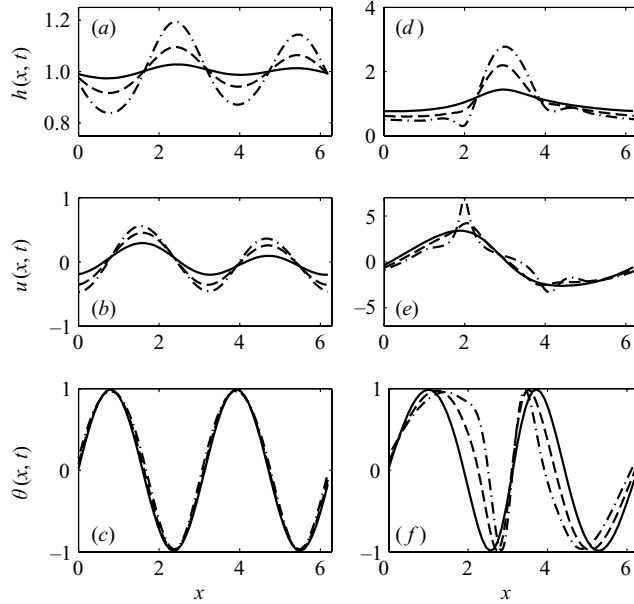 1.2
1.0
0.8
h(x, t)
(a)
0 2 4 6
4
2
0
(d)
0 2 4 6
1
0
−1
u(x, t)
(b)
0 2 4 6
5
0
−5
(e)
0 2 4 6
1
0
−1
θ(x, t)
(c)
0 2 4 6
x
1
0
−1
(f)
0 2 4 6
x